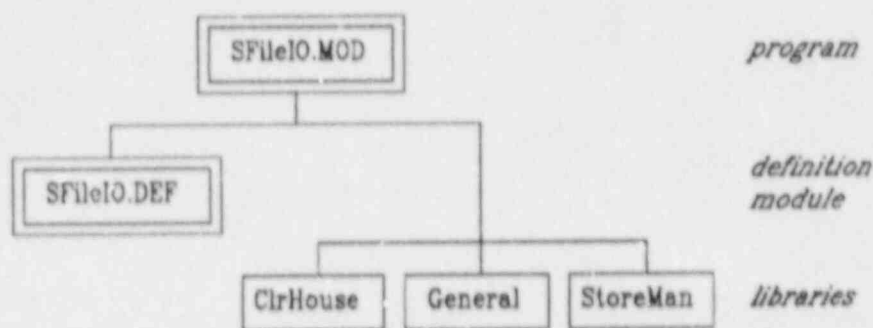 SFileIO.MOD
program
SFileIO.DEF
definition
module
ClrHouse
General
StoreMan
libraries